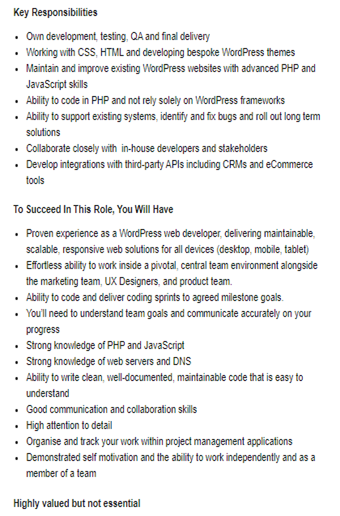 Key Responsibilities
• Own development, testing, QA and final delivery
• Working with CSS, HTML and developing bespoke WordPress themes
• Maintain and improve existing WordPress websites with advanced PHP and
JavaScript skills
• Ability to code in PHP and not rely solely on WordPress frameworks
• Ability to support existing systems, identify and fix bugs and roll out long term
solutions
• Collaborate closely with in-house developers and stakeholders
• Develop integrations with third-party APIs including CRMs and eCommerce
tools
To Succeed In This Role, You Will Have
• Proven experience as a WordPress web developer, delivering maintainable,
scalable, responsive web solutions for all devices (desktop, mobile, tablet)
• Effortless ability to work inside a pivotal, central team environment alongside
the marketing team, UX Designers, and product team.
• Ability to code and deliver coding sprints to agreed milestone goals.
• You'll need to understand team goals and communicate accurately on your
progress
• Strong knowledge of PHP and JavaScript
• Strong knowledge of web servers and DNS
• Ability to write clean, well-documented, maintainable code that is easy to
understand
• Good communication and collaboration skills
• High attention to detail
• Organise and track your work within project management applications
• Demonstrated self motivation and the ability to work independently and as a
member of a team
Highly valued but not essential